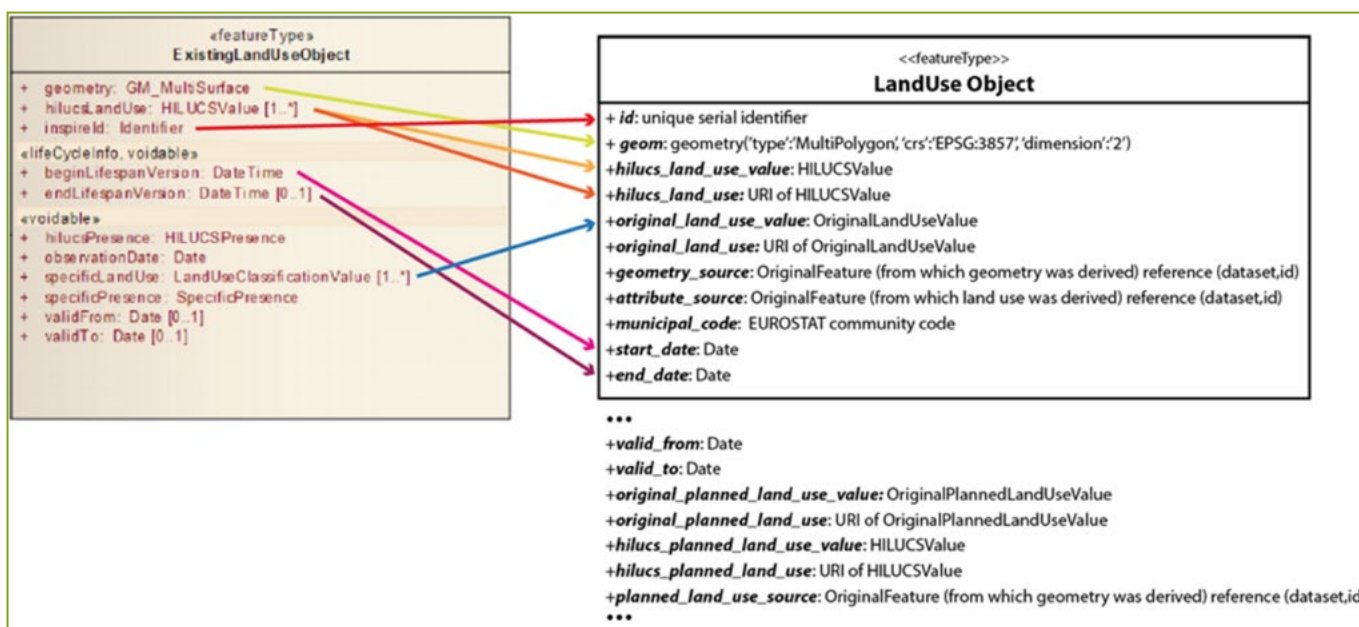 «featureType»
ExistingLandUseObject
+ geometry: GM_MultiSurface
+ hilucsLandUse: HILUCSValue [1..*]
+ inspireId: Identifier
«lifeCycleInfo, voidable»
+ beginLifespanVersion: DateTime
+ endLifespanVersion: DateTime [0..1]
«voidable»
+ hilucsPresence: HILUCSPresence
+ observationDate: Date
+ specificLandUse: LandUseClassificationValue [1..*]
+ specificPresence: SpecificPresence
+ validFrom: Date [0..1]
+ validTo: Date [0..1]
<<featureType>>
LandUse Object
+ id: unique serial identifier
+ geom: geometry('type':'MultiPolygon', 'crs':'EPSG:3857', 'dimension':'2')
+hilucs_land_use_value: HILUCSValue
+hilucs_land_use: URI of HILUCSValue
+original_land_use_value: OriginalLandUseValue
+original_land_use: URI of OriginalLandUseValue
+geometry_source: OriginalFeature (from which geometry was derived) reference (dataset,id)
+attribute_source: OriginalFeature (from which land use was derived) reference (dataset,id)
+municipal_code: EUROSTAT community code
+start_date: Date
+end_date: Date
•••
+valid_from: Date
+valid_to: Date
+original_planned_land_use_value: OriginalPlannedLandUseValue
+original_planned_land_use: URI of OriginalPlannedLandUseValue
+hilucs_planned_land_use_value: HILUCSValue
+hilucs_planned_land_use: URI of HILUCSValue
+planned_land_use_source: OriginalFeature (from which geometry was derived) reference (dataset,id
•••